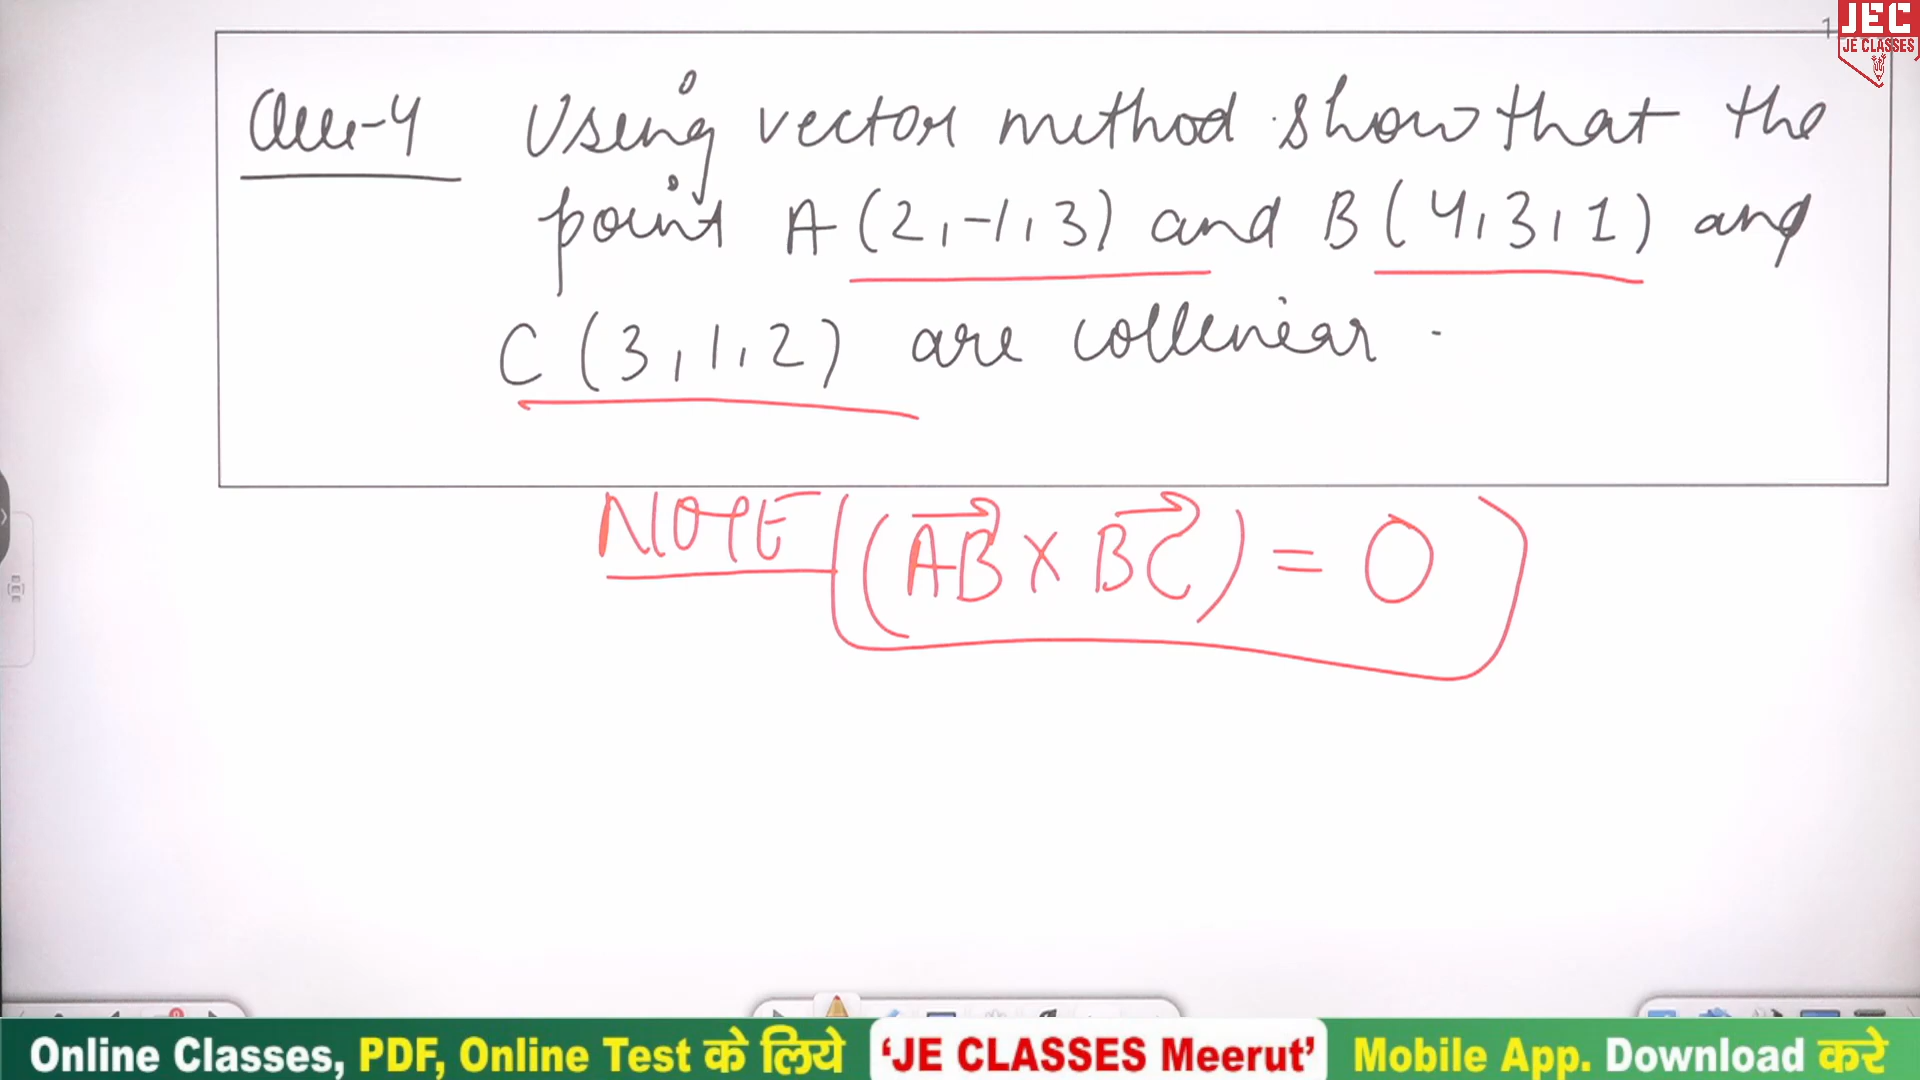 JEC
JE CLASSES
1
Que-4 Using vector method show that the
point A (2, -1, 3) and B (4, 3, 1) and
C (3, 1, 2) are collinear .
NOTE (AB × BC) = 0
Online Classes, PDF, Online Test के लिये 'JE CLASSES Meerut' Mobile App. Download करे